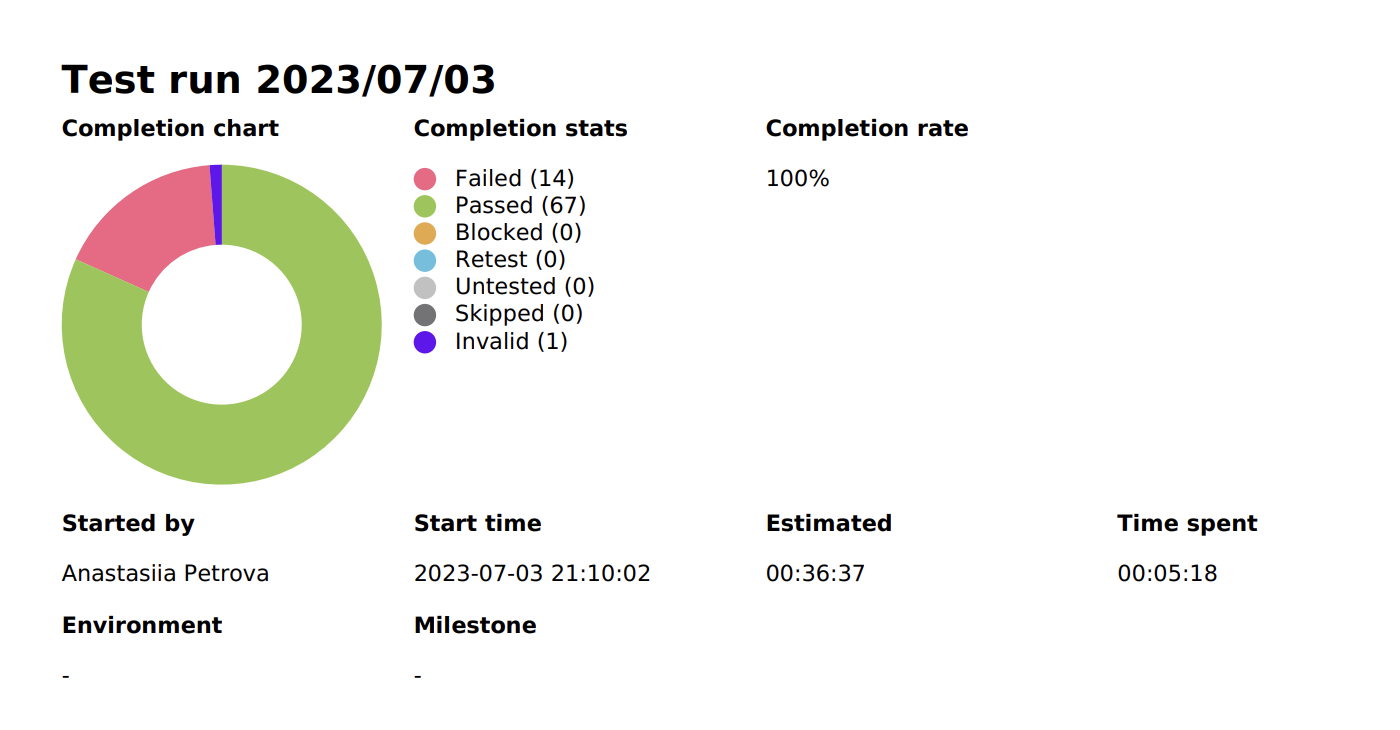 Test run 2023/07/03
Completion chart
Completion stats
Completion rate
Failed (14)
Passed (67)
Blocked (0)
Retest (0)
Untested (0)
Skipped (0)
Invalid (1)
100%
Started by
Start time
Estimated
Time spent
Anastasiia Petrova
2023-07-03 21:10:02
00:36:37
00:05:18
Environment
Milestone
-
-